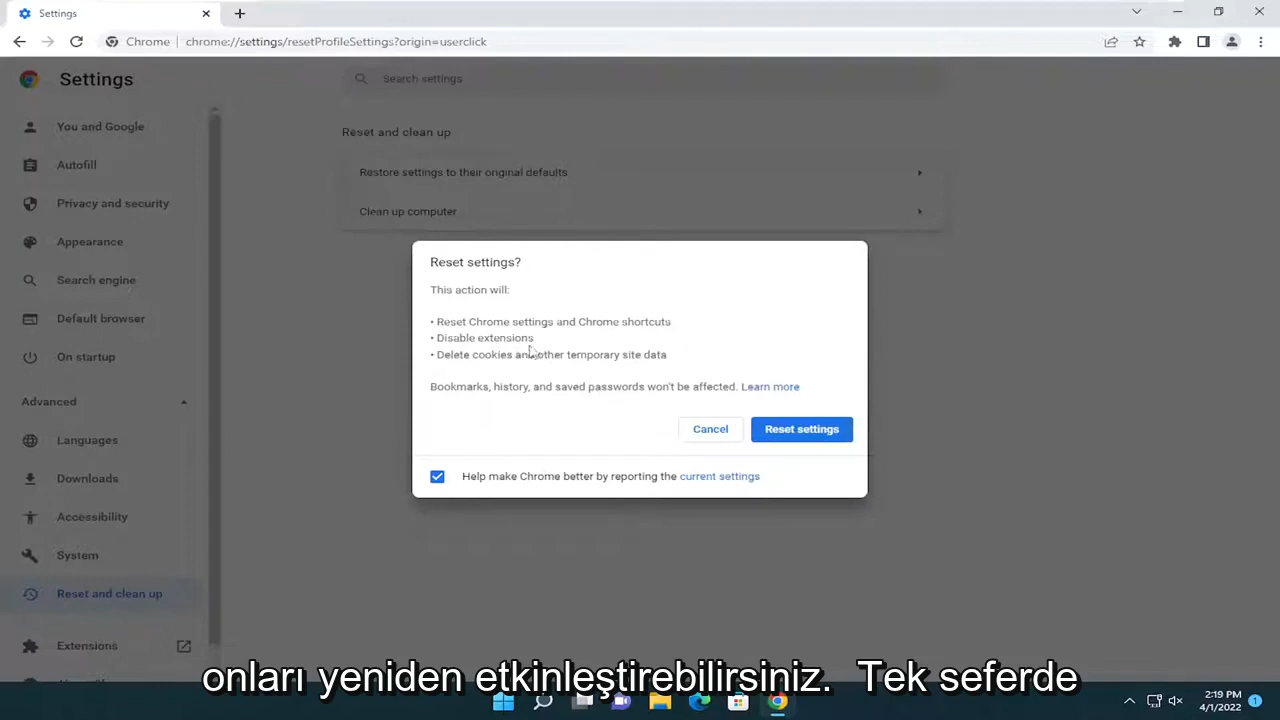 Settings
Chrome
chrome://settings/resetProfileSettings?origin=userclick
Settings
Search settings
You and Google
Autofill
Privacy and security
Appearance
Search engine
Default browser
On startup
Advanced
Languages
Downloads
Accessibility
System
Reset and clean up
Extensions
Reset and clean up
Restore settings to their original defaults
Clean up computer
Reset settings?
This action will:
• Reset Chrome settings and Chrome shortcuts
• Disable extensions
• Delete cookies and other temporary site data
Bookmarks, history, and saved passwords won't be affected. Learn more
Cancel
Reset settings
Help make Chrome better by reporting the current settings
onları yeniden etkinleştirebilirsiniz. Tek seferde
2:19 PM
4/1/2022
1